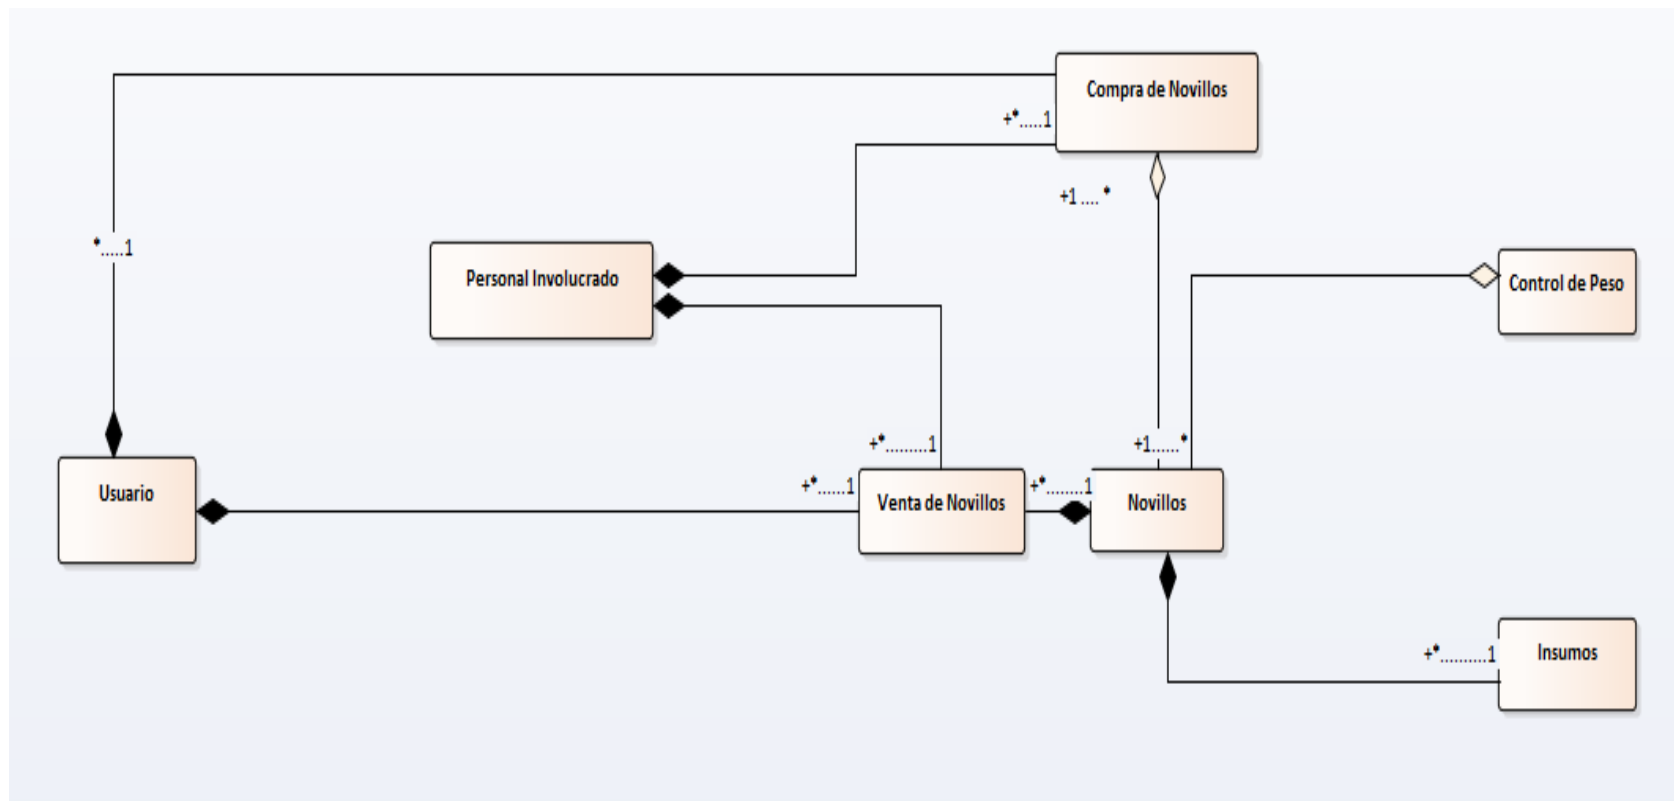 Compra de Novillos
+*.....1
+1 .... *
*.....1
Personal Involucrado
Control de Peso
+*.........1
+1......*
Usuario
+*......1
Venta de Novillos
+*........1
Novillos
+*..........1
Insumos